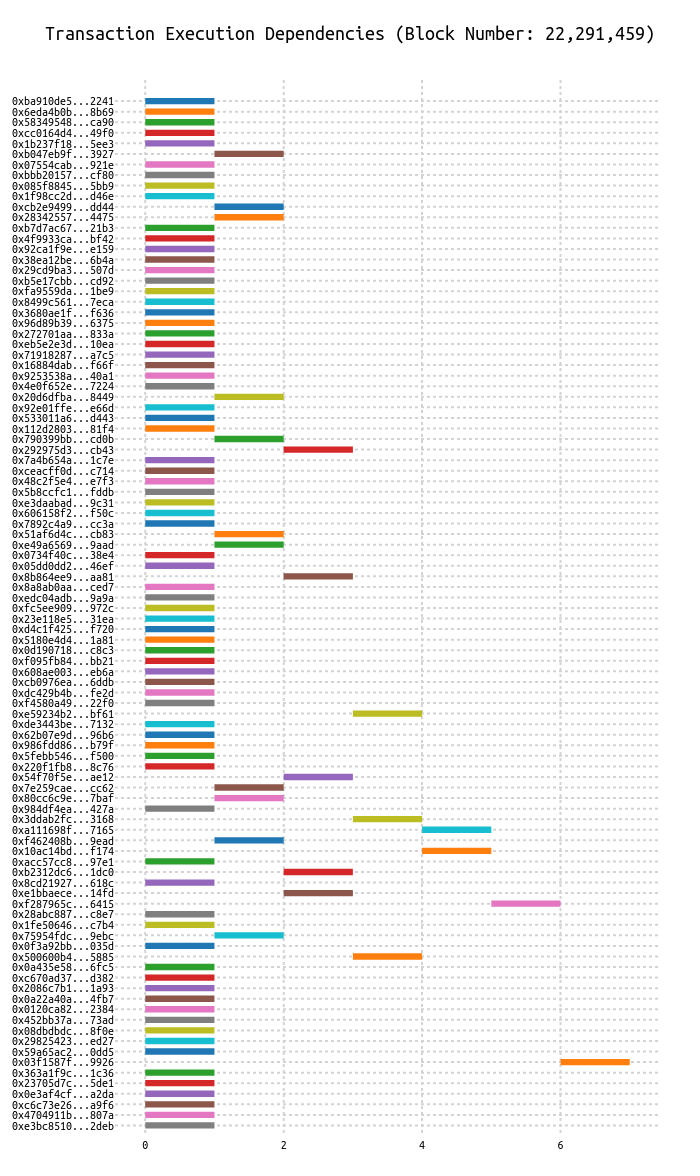 Transaction Execution Dependencies (Block Number: 22,291,459)
0xba910de5...2241
0x6eda4b0b...8b69
0x58349548...ca90
0xcc0164d4...49f0
0x1b237f18...5ee3
0xb047eb9f...3927
0x07554cab...921e
0xbbb20157...cf80
0x085f8845...5bb9
0x1f98cc2d...d46e
0xcb2e9499...dd44
0x28342557...4475
0xb7d7ac67...21b3
0x4f9933ca...bf42
0x92ca1f9e...e159
0x38ea12be...6b4a
0x29cd9ba3...507d
0xb5e17cbb...cd92
0xfa9559da...1be9
0x8499c561...7eca
0x3680ae1f...f636
0x96d89b39...6375
0x272701aa...833a
0xeb5e2e3d...10ea
0x71918287...a7c5
0x16884dab...f66f
0x9253538a...40a1
0x4e0f652e...7224
0x20d6dfba...8449
0x92e01ffe...e66d
0x533011a6...d443
0x112d2803...81f4
0x790399bb...cd0b
0x292975d3...cb43
0x7a4b654a...1c7e
0xceacff0d...c714
0x48c2f5e4...e7f3
0x5b8ccfc1...fddb
0xe3daabad...9c31
0x606158f2...f50c
0x7892c4a9...cc3a
0x51af6d4c...cb83
0xe49a6569...9aad
0x0734f40c...38e4
0x05dd0dd2...46ef
0x8b864ee9...aa81
0x8a8ab0aa...ced7
0xedc04adb...9a9a
0xfc5ee909...972c
0x23e118e5...31ea
0xd4c1f425...f720
0x5180e4d4...1a81
0x0d190718...c8c3
0xf095fb84...bb21
0x608ae003...eb6a
0xcb0976ea...6ddb
0xdc429b4b...fe2d
0xf4580a49...22f0
0xe59234b2...bf61
0xde3443be...7132
0x62b07e9d...96b6
0x986fdd86...b79f
0x5febb546...f500
0x220f1fb8...8c76
0x54f70f5e...ae12
0x7e259cae...cc62
0x80cc6c9e...7baf
0x984df4ea...427a
0x3ddab2fc...3168
0xa111698f...7165
0xf462408b...9ead
0x10ac14bd...f174
0xacc57cc8...97e1
0xb2312dc6...1dc0
0x8cd21927...618c
0xe1bbaece...14fd
0xf287965c...6415
0x28abc887...c8e7
0x1fe50646...c7b4
0x75954fdc...9ebc
0x0f3a92bb...035d
0x500600b4...5885
0x0a435e58...6fc5
0xc670ad37...d382
0x2086c7b1...1a93
0x0a22a40a...4fb7
0x0120ca82...2384
0x452bb37a...73ad
0x08dbdbdc...8f0e
0x29825423...ed27
0x59a65ac2...0dd5
0x03f1587f...9926
0x363a1f9c...1c36
0x23705d7c...5de1
0x0e3af4cf...a2da
0xc6c73e26...a9f6
0x4704911b...807a
0xe3bc8510...2deb
0 2 4 6